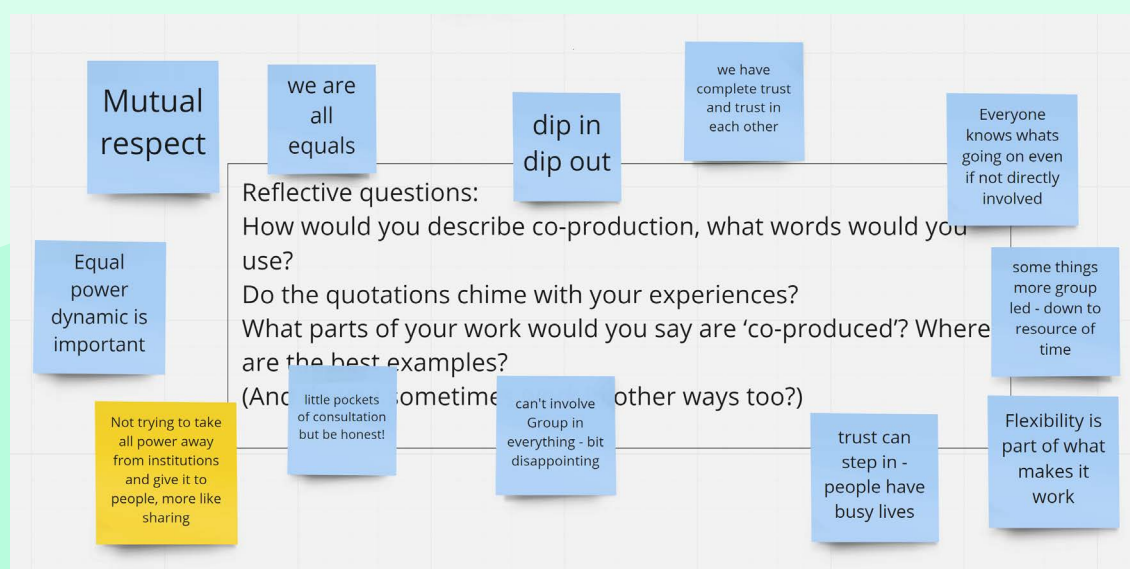 Mutual
respect
we are
all
equals
dip in
dip out
we have
complete trust
and trust in
each other
Everyone
knows whats
going on even
if not directly
involved
Reflective questions:
How would you describe co-production, what words would you
use?
Do the quotations chime with your experiences?
What parts of your work would you say are ‘co-produced’? Where
are the best examples?
(And sometime other ways too?)
Equal
power
dynamic is
important
some things
more group
led - down to
resource of
time
Not trying to take
all power away
from institutions
and give it to
people, more like
sharing
little pockets
of consultation
but be honest!
can't involve
Group in
everything - bit
disappointing
trust can
step in -
people have
busy lives
Flexibility is
part of what
makes it
work